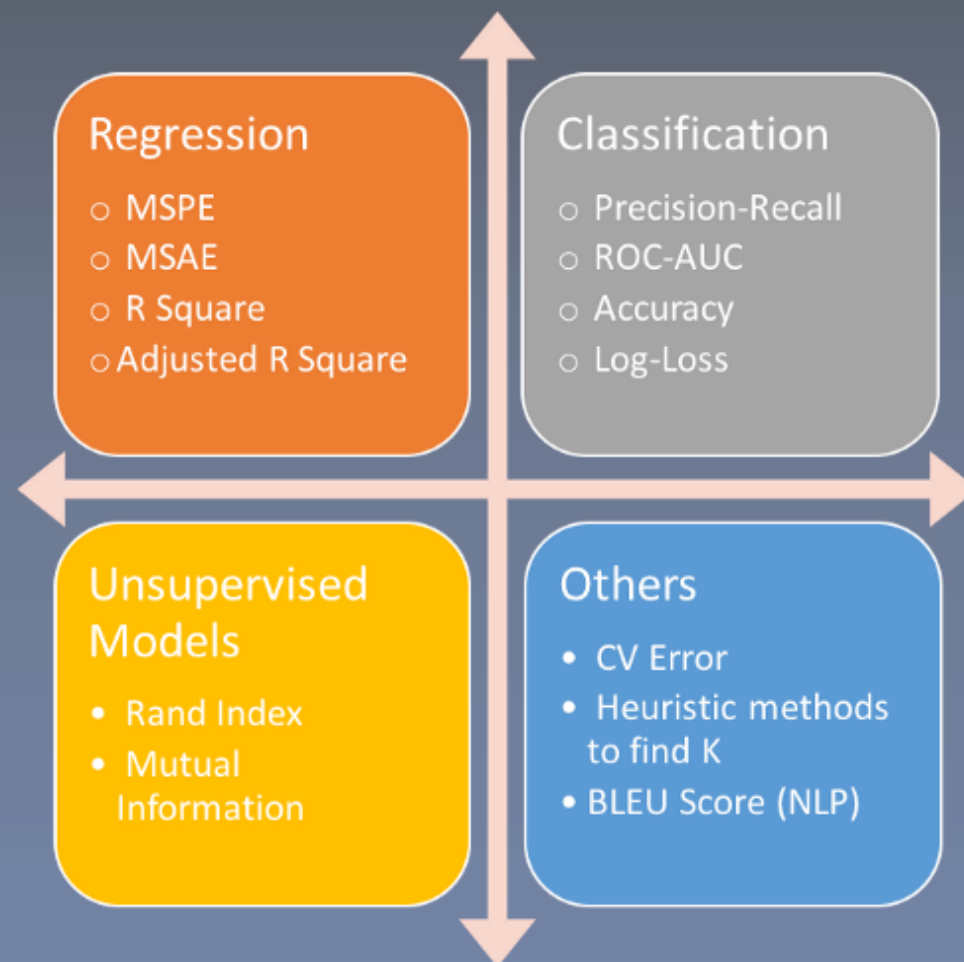 Regression
○ MSPE
○ MSAE
○ R Square
○ Adjusted R Square
Classification
○ Precision-Recall
○ ROC-AUC
○ Accuracy
○ Log-Loss
Unsupervised
Models
• Rand Index
• Mutual
Information
Others
• CV Error
• Heuristic methods
to find K
• BLEU Score (NLP)